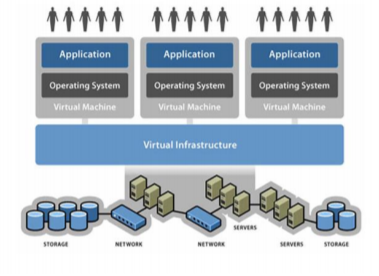 Application Application Application
Operating System Operating System Operating System
Virtual Machine Virtual Machine Virtual Machine
Virtual Infrastructure
SERVERS
STORAGE NETWORK NETWORK SERVERS STORAGE